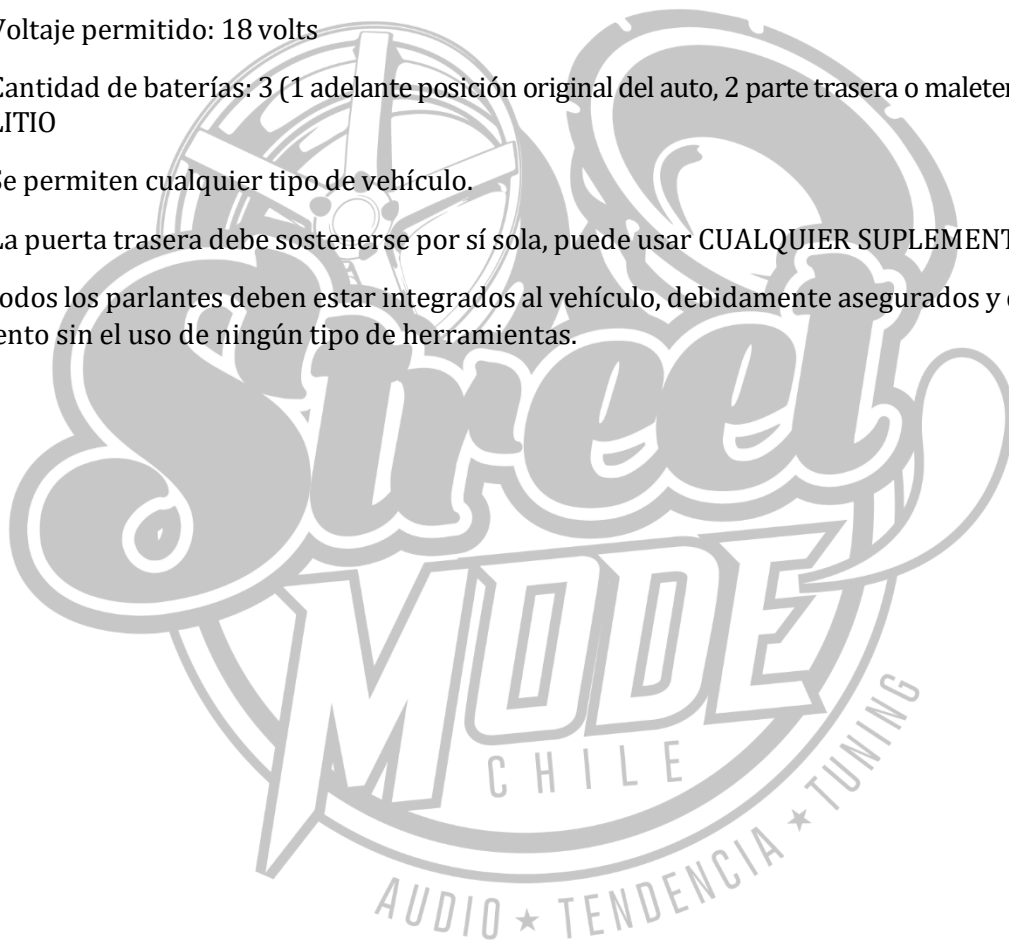 Voltaje permitido: 18 volts
Cantidad de baterías: 3 (1 adelante posición original del auto, 2 parte trasera o maleter
LITIO
Se permiten cualquier tipo de vehículo.
La puerta trasera debe sostenerse por sí sola, puede usar CUALQUIER SUPLEMENT
odos los parlantes deben estar integrados al vehículo, debidamente asegurados y
ento sin el uso de ningún tipo de herramientas.
Street
MODE
CHILE
AUDIO ★ TENDENCIA ★ TUNING